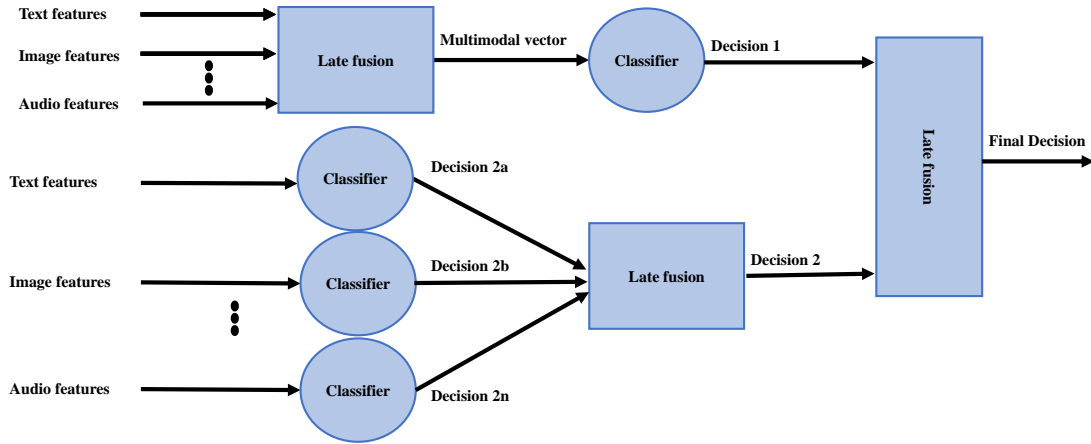 Text features
Image features
Audio features
Late fusion
Multimodal vector
Classifier
Decision 1
Late fusion
Final Decision
Text features
Classifier
Decision 2a
Image features
Classifier
Decision 2b
Late fusion
Decision 2
Audio features
Classifier
Decision 2n